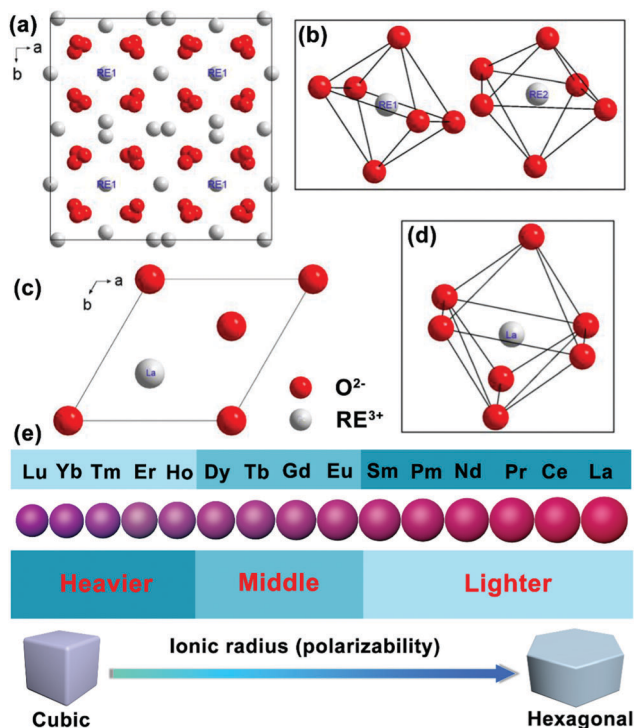 (a)
a
b
RE1 RE1
RE1 RE1
(b)
RE1 RE2
(c)
a
b
La
O2-
RE3+
(d)
La
(e)
Lu Yb Tm Er Ho Dy Tb Gd Eu Sm Pm Nd Pr Ce La
Heavier Middle Lighter
Ionic radius (polarizability)
Cubic Hexagonal